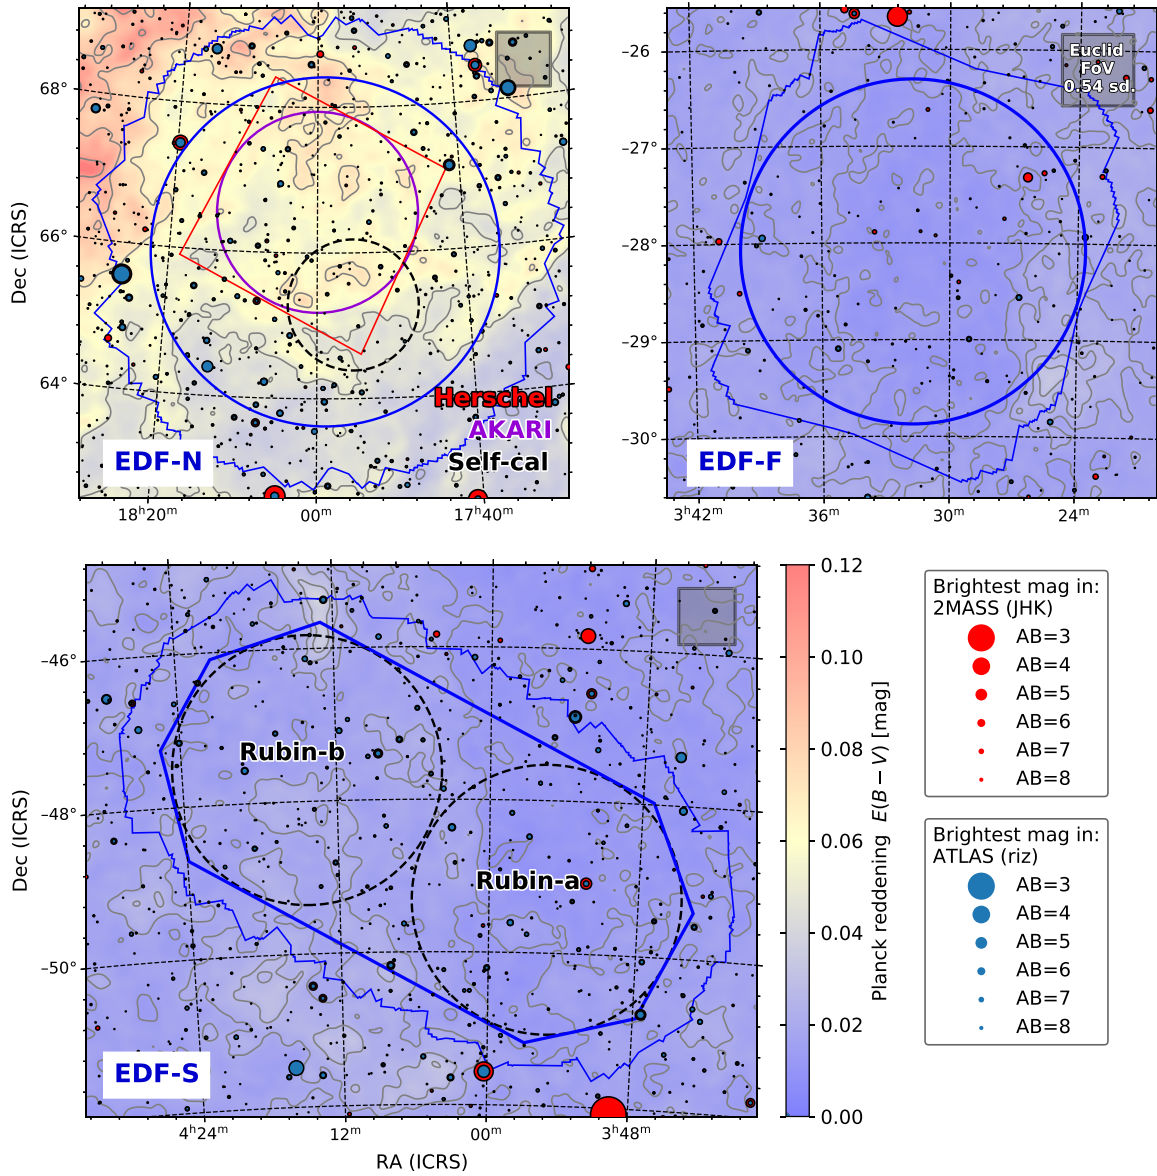 68°
66°
64°
Dec (ICRS)
Herschel
AKARI
Self-cal
EDF-N
18ʰ20ᵐ
00ᵐ
17ʰ40ᵐ
Euclid
FoV
0.54 sd.
−26°
−27°
−28°
−29°
−30°
EDF-F
3ʰ42ᵐ
36ᵐ
30ᵐ
24ᵐ
−46°
−48°
−50°
Dec (ICRS)
Rubin-b
Rubin-a
EDF-S
4ʰ24ᵐ
12ᵐ
00ᵐ
3ʰ48ᵐ
RA (ICRS)
0.12
0.10
0.08
0.06
0.04
0.02
0.00
Planck reddening E(B − V) [mag]
Brightest mag in:
2MASS (JHK)
AB=3
AB=4
AB=5
AB=6
AB=7
AB=8
Brightest mag in:
ATLAS (riz)
AB=3
AB=4
AB=5
AB=6
AB=7
AB=8